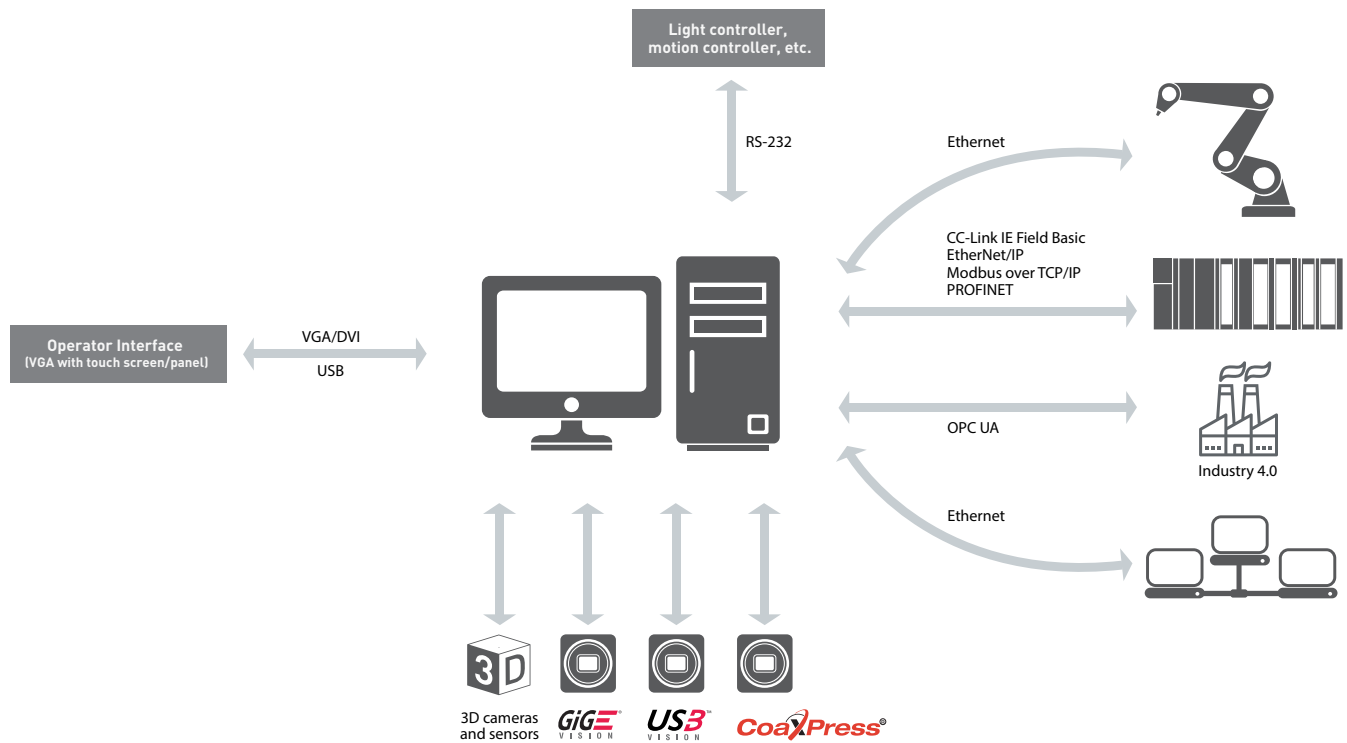 Light controller,
motion controller, etc.
RS-232
Ethernet
CC-Link IE Field Basic
EtherNet/IP
Modbus over TCP/IP
PROFINET
Operator Interface
(VGA with touch screen/panel)
VGA/DVI
USB
OPC UA
Industry 4.0
Ethernet
3D
3D cameras
and sensors
GiGE
VISION
USB3
VISION
CoaXPress®